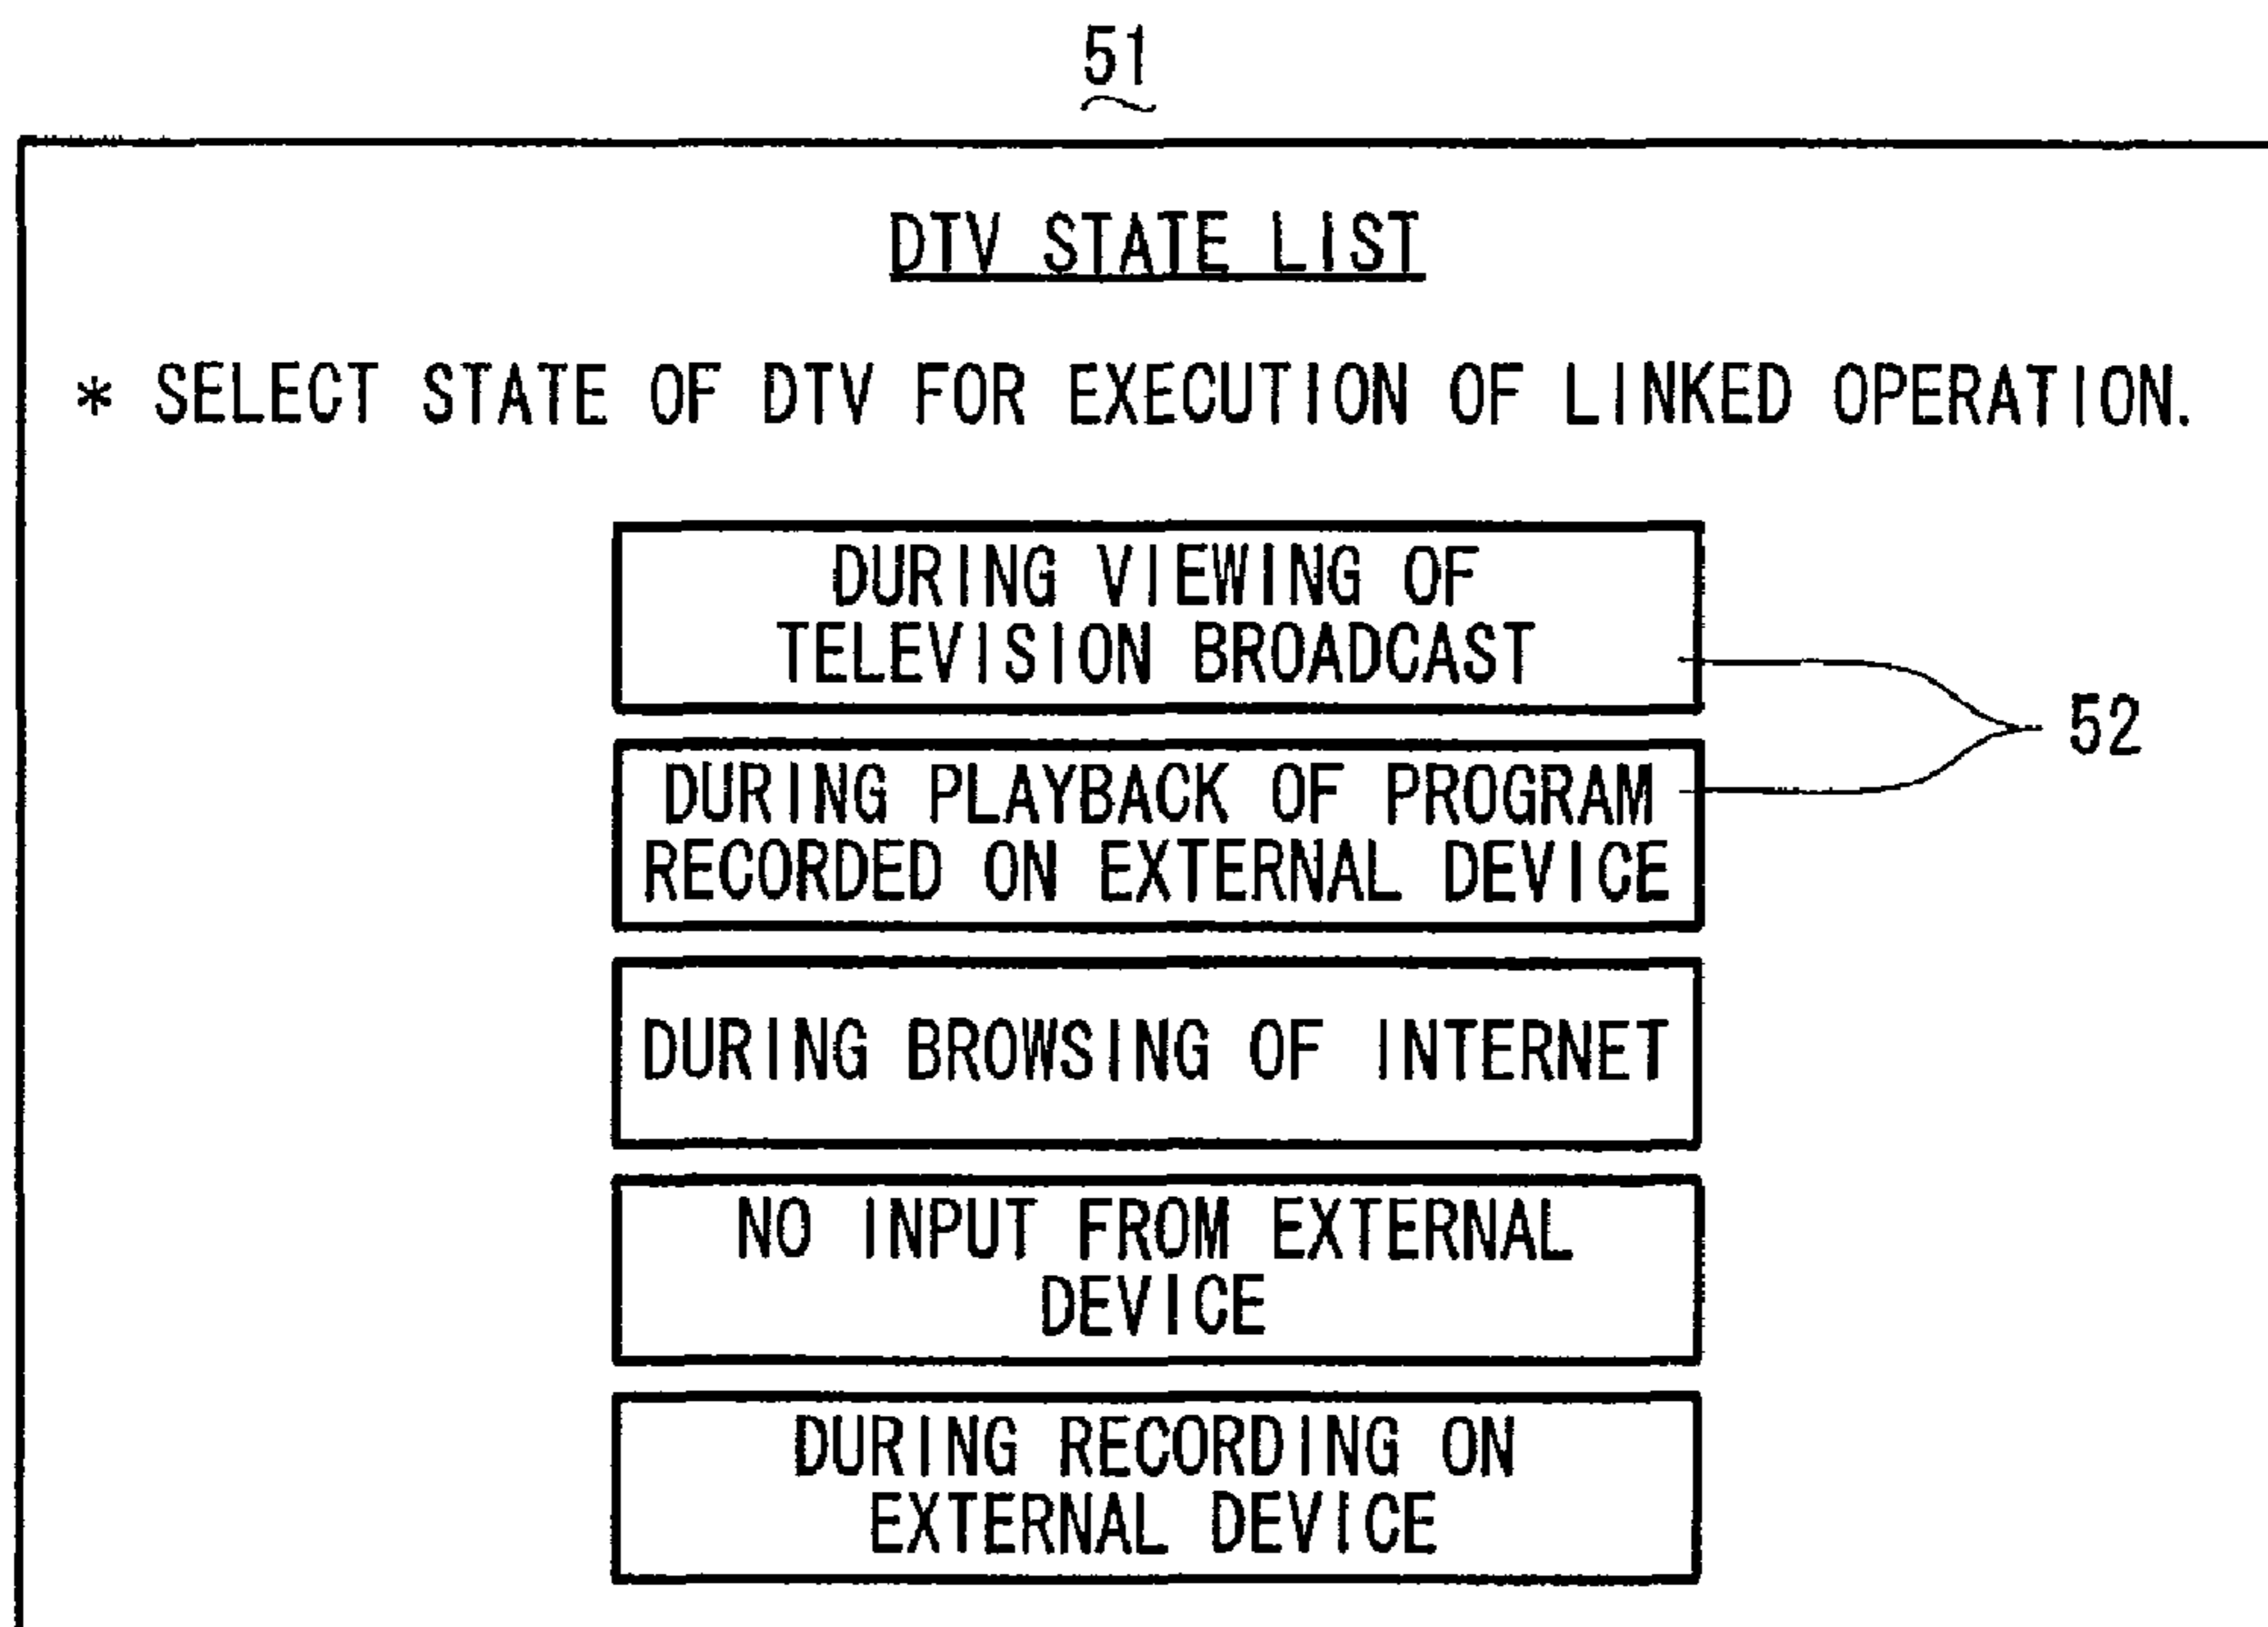 51
DTV STATE LIST
* SELECT STATE OF DTV FOR EXECUTION OF LINKED OPERATION.
DURING VIEWING OF
TELEVISION BROADCAST
52
DURING PLAYBACK OF PROGRAM
RECORDED ON EXTERNAL DEVICE
DURING BROWSING OF INTERNET
NO INPUT FROM EXTERNAL
DEVICE
DURING RECORDING ON
EXTERNAL DEVICE